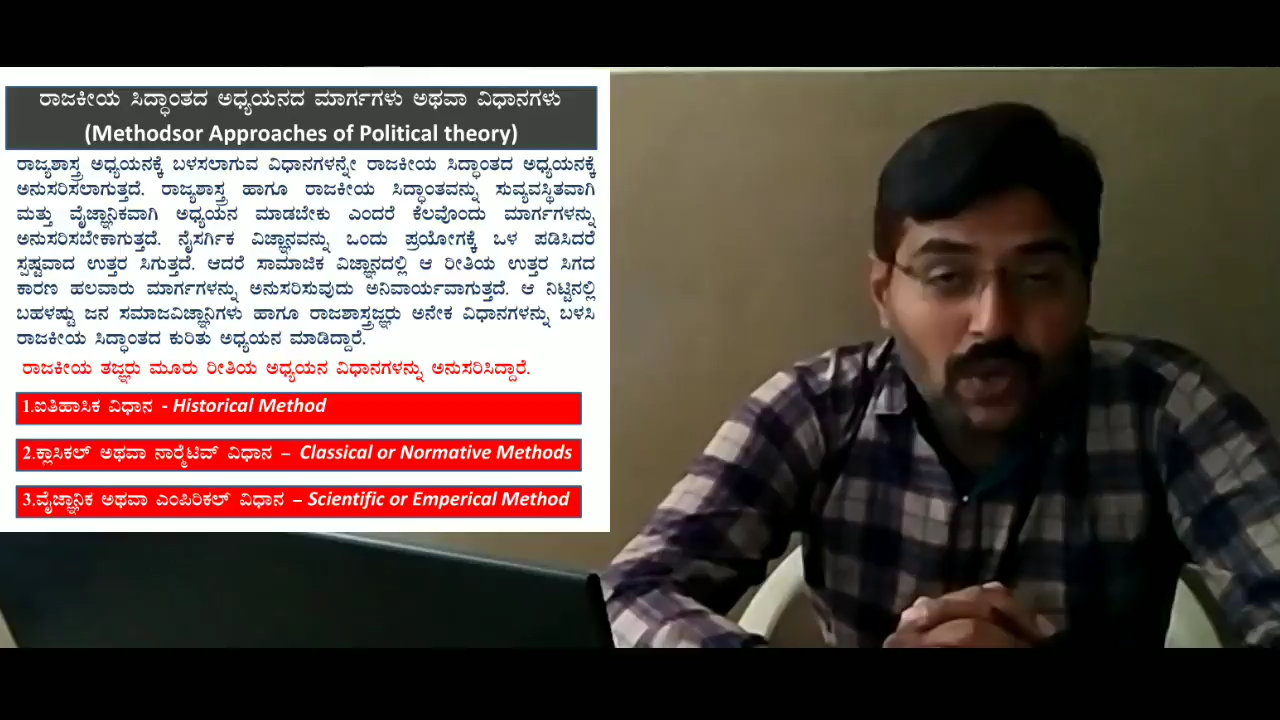 ರಾಜಕೀಯ ಸಿದ್ಧಾಂತದ ಅಧ್ಯಯನದ ಮಾರ್ಗಗಳು ಅಥವಾ ವಿಧಾನಗಳು
(Methodsor Approaches of Political theory)
ರಾಜ್ಯಶಾಸ್ತ್ರ ಅಧ್ಯಯನಕ್ಕೆ ಬಳಸಲಾಗುವ ವಿಧಾನಗಳನ್ನೇ ರಾಜಕೀಯ ಸಿದ್ಧಾಂತದ ಅಧ್ಯಯನಕ್ಕೆ
ಅನುಸರಿಸಲಾಗುತ್ತದೆ. ರಾಜ್ಯಶಾಸ್ತ್ರ ಹಾಗೂ ರಾಜಕೀಯ ಸಿದ್ಧಾಂತವನ್ನು ಸುವ್ಯವಸ್ಥಿತವಾಗಿ
ಮತ್ತು ವೈಜ್ಞಾನಿಕವಾಗಿ ಅಧ್ಯಯನ ಮಾಡಬೇಕು ಎಂದರೆ ಕೆಲವೊಂದು ಮಾರ್ಗಗಳನ್ನು
ಅನುಸರಿಸಬೇಕಾಗುತ್ತದೆ. ನೈಸರ್ಗಿಕ ವಿಜ್ಞಾನವನ್ನು ಒಂದು ಪ್ರಯೋಗಕ್ಕೆ ಒಳ ಪಡಿಸಿದರೆ
ಸ್ಪಷ್ಟವಾದ ಉತ್ತರ ಸಿಗುತ್ತದೆ. ಆದರೆ ಸಾಮಾಜಿಕ ವಿಜ್ಞಾನದಲ್ಲಿ ಆ ರೀತಿಯ ಉತ್ತರ ಸಿಗದ
ಕಾರಣ ಹಲವಾರು ಮಾರ್ಗಗಳನ್ನು ಅನುಸರಿಸುವುದು ಅನಿವಾರ್ಯವಾಗುತ್ತದೆ. ಆ ನಿಟ್ಟಿನಲ್ಲಿ
ಬಹಳಷ್ಟು ಜನ ಸಮಾಜವಿಜ್ಞಾನಿಗಳು ಹಾಗೂ ರಾಜಶಾಸ್ತ್ರಜ್ಞರು ಅನೇಕ ವಿಧಾನಗಳನ್ನು ಬಳಸಿ
ರಾಜಕೀಯ ಸಿದ್ಧಾಂತದ ಕುರಿತು ಅಧ್ಯಯನ ಮಾಡಿದ್ದಾರೆ.
ರಾಜಕೀಯ ತಜ್ಞರು ಮೂರು ರೀತಿಯ ಅಧ್ಯಯನ ವಿಧಾನಗಳನ್ನು ಅನುಸರಿಸಿದ್ದಾರೆ.
1.ಐತಿಹಾಸಿಕ ವಿಧಾನ - Historical Method
2.ಕ್ಲಾಸಿಕಲ್ ಅಥವಾ ನಾರ‍್ಮೆಟಿವ್ ವಿಧಾನ – Classical or Normative Methods
3.ವೈಜ್ಞಾನಿಕ ಅಥವಾ ಎಂಪಿರಿಕಲ್ ವಿಧಾನ – Scientific or Emperical Method